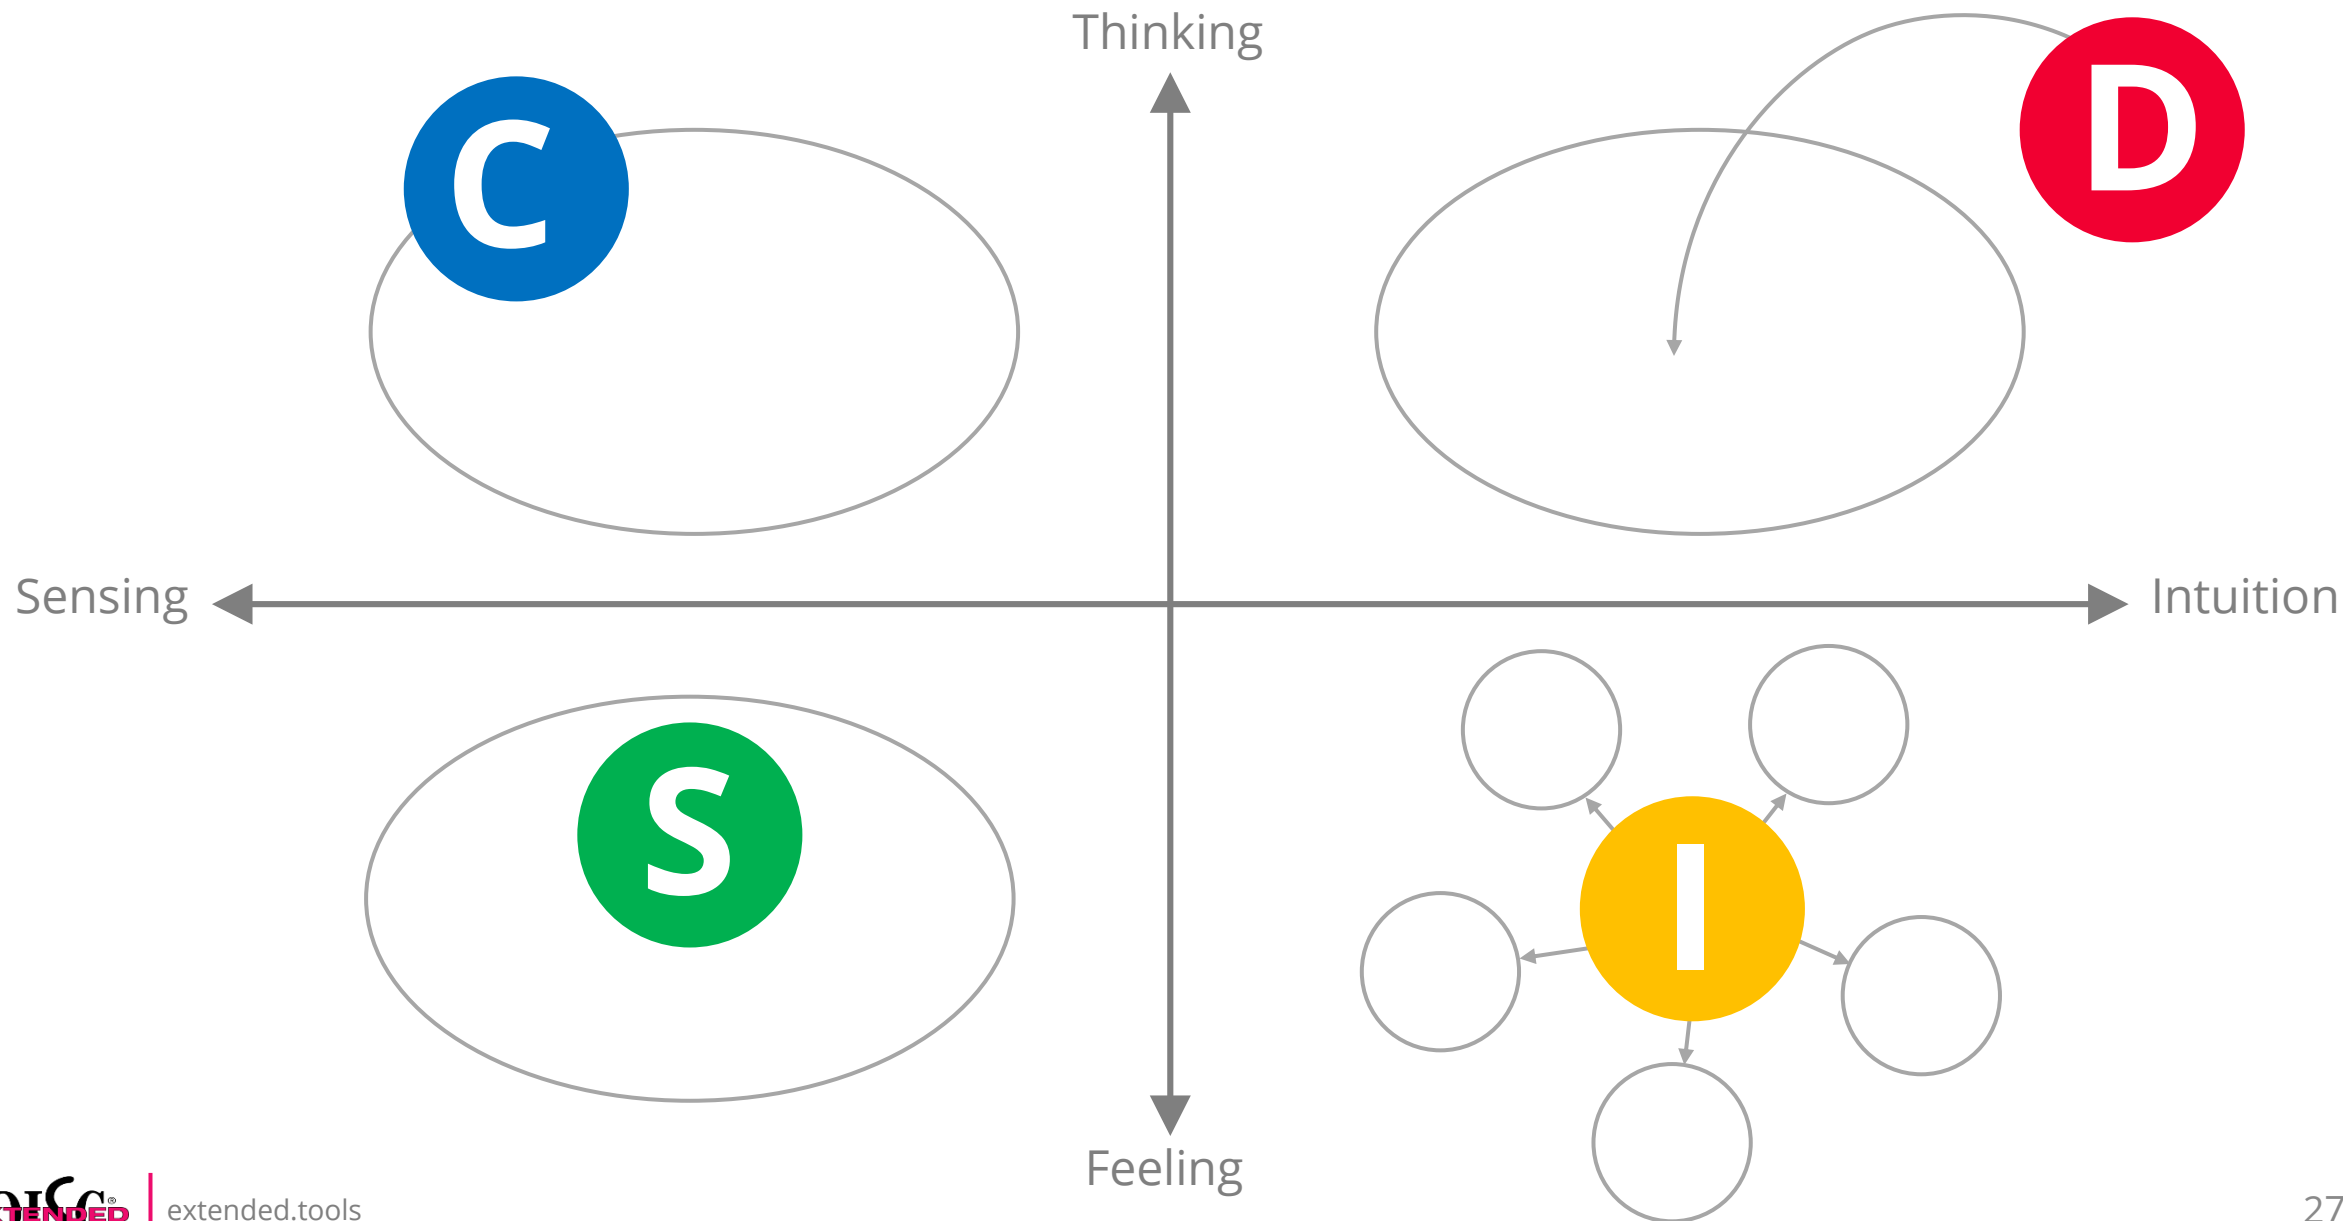 Thinking
D
C
Sensing
Intuition
S
I
Feeling
extended.tools
27